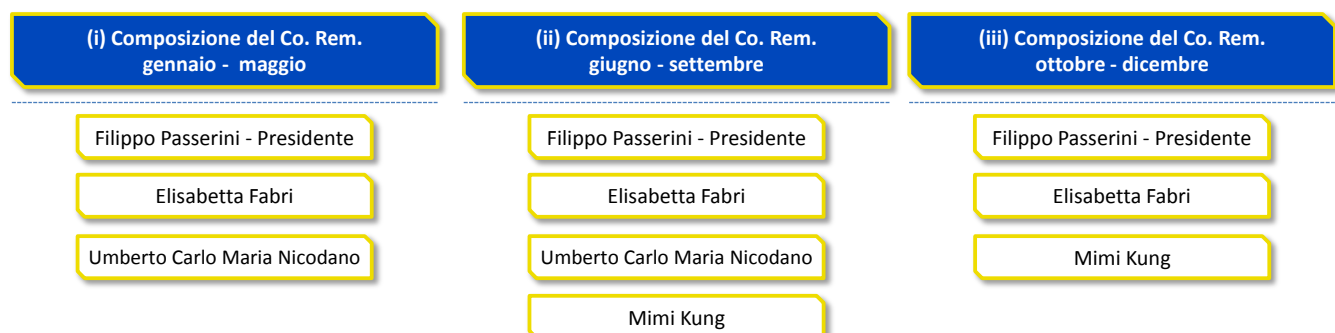 (i) Composizione del Co. Rem.
gennaio - maggio
Filippo Passerini - Presidente
Elisabetta Fabri
Umberto Carlo Maria Nicodano
(ii) Composizione del Co. Rem.
giugno - settembre
Filippo Passerini - Presidente
Elisabetta Fabri
Umberto Carlo Maria Nicodano
Mimi Kung
(iii) Composizione del Co. Rem.
ottobre - dicembre
Filippo Passerini - Presidente
Elisabetta Fabri
Mimi Kung